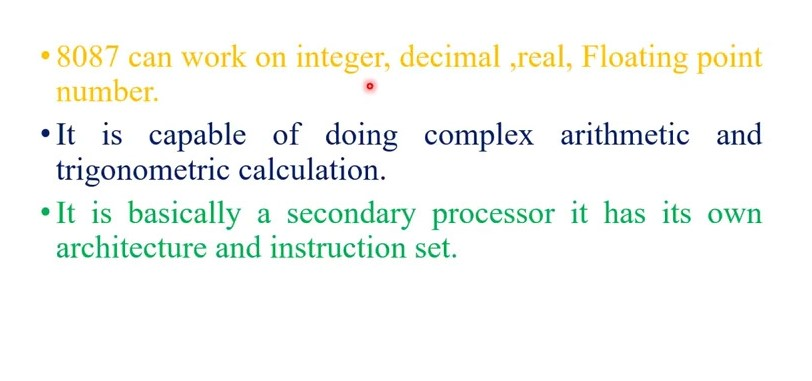 • 8087 can work on integer, decimal ,real, Floating point
number.
• It is capable of doing complex arithmetic and
trigonometric calculation.
• It is basically a secondary processor it has its own
architecture and instruction set.